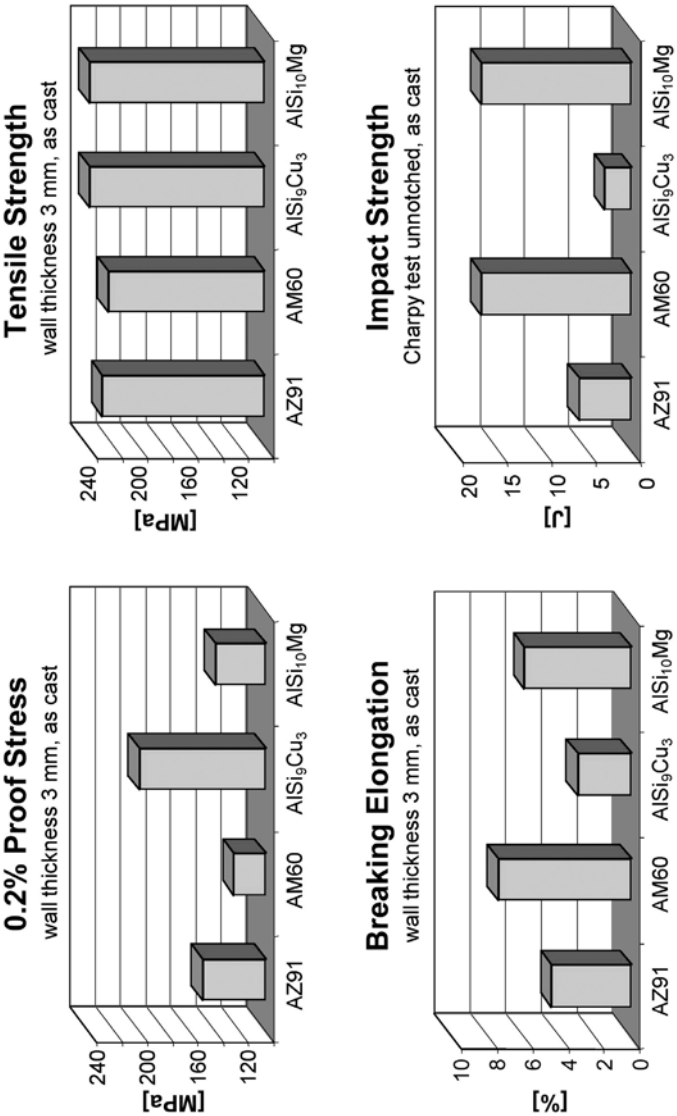 0.2% Proof Stress
wall thickness 3 mm, as cast
[MPa]
240
200
160
120
AZ91
AM60
AlSi9Cu3
AlSi10Mg
Tensile Strength
wall thickness 3 mm, as cast
[MPa]
240
200
160
120
AZ91
AM60
AlSi9Cu3
AlSi10Mg
Breaking Elongation
wall thickness 3 mm, as cast
[%]
10
8
6
4
2
0
AZ91
AM60
AlSi9Cu3
AlSi10Mg
Impact Strength
Charpy test unnotched, as cast
[J]
20
15
10
5
0
AZ91
AM60
AlSi9Cu3
AlSi10Mg